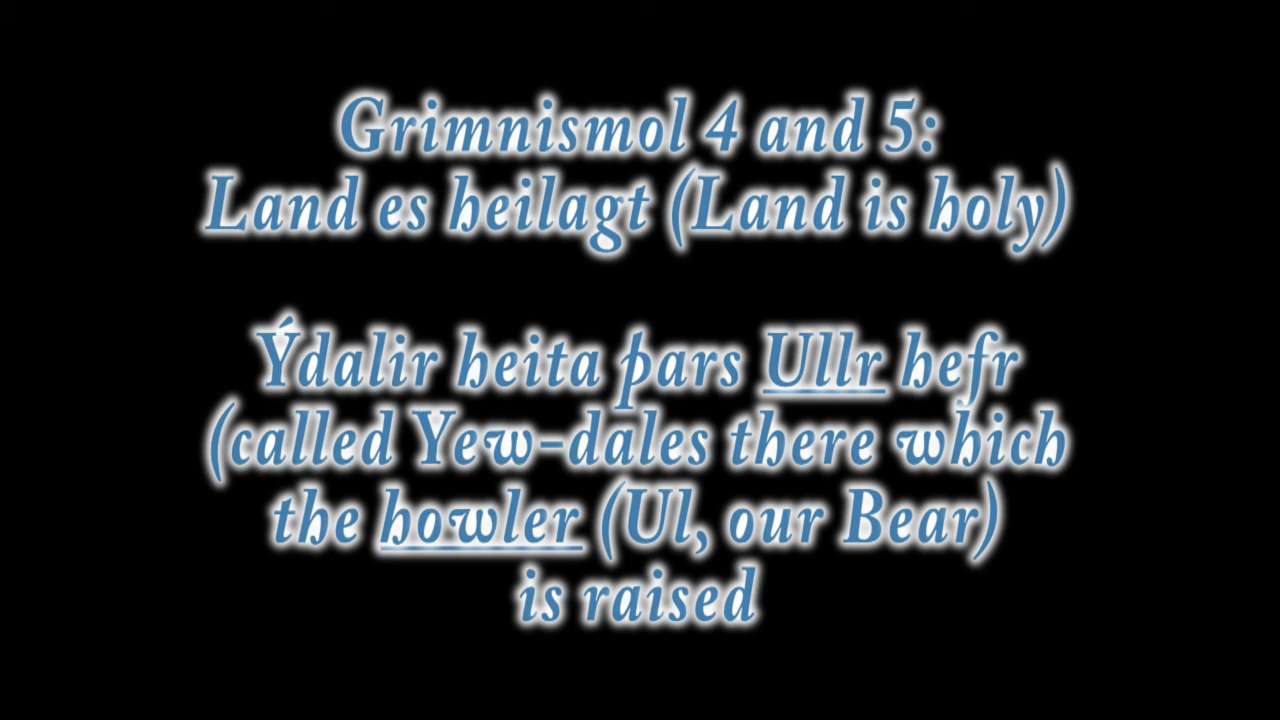 Grimnismol 4 and 5:
Land es heilagt (Land is holy)
Ýdalir heita þars Ullr hefr
(called Yew-dales there which
the howler (Ul, our Bear)
is raised